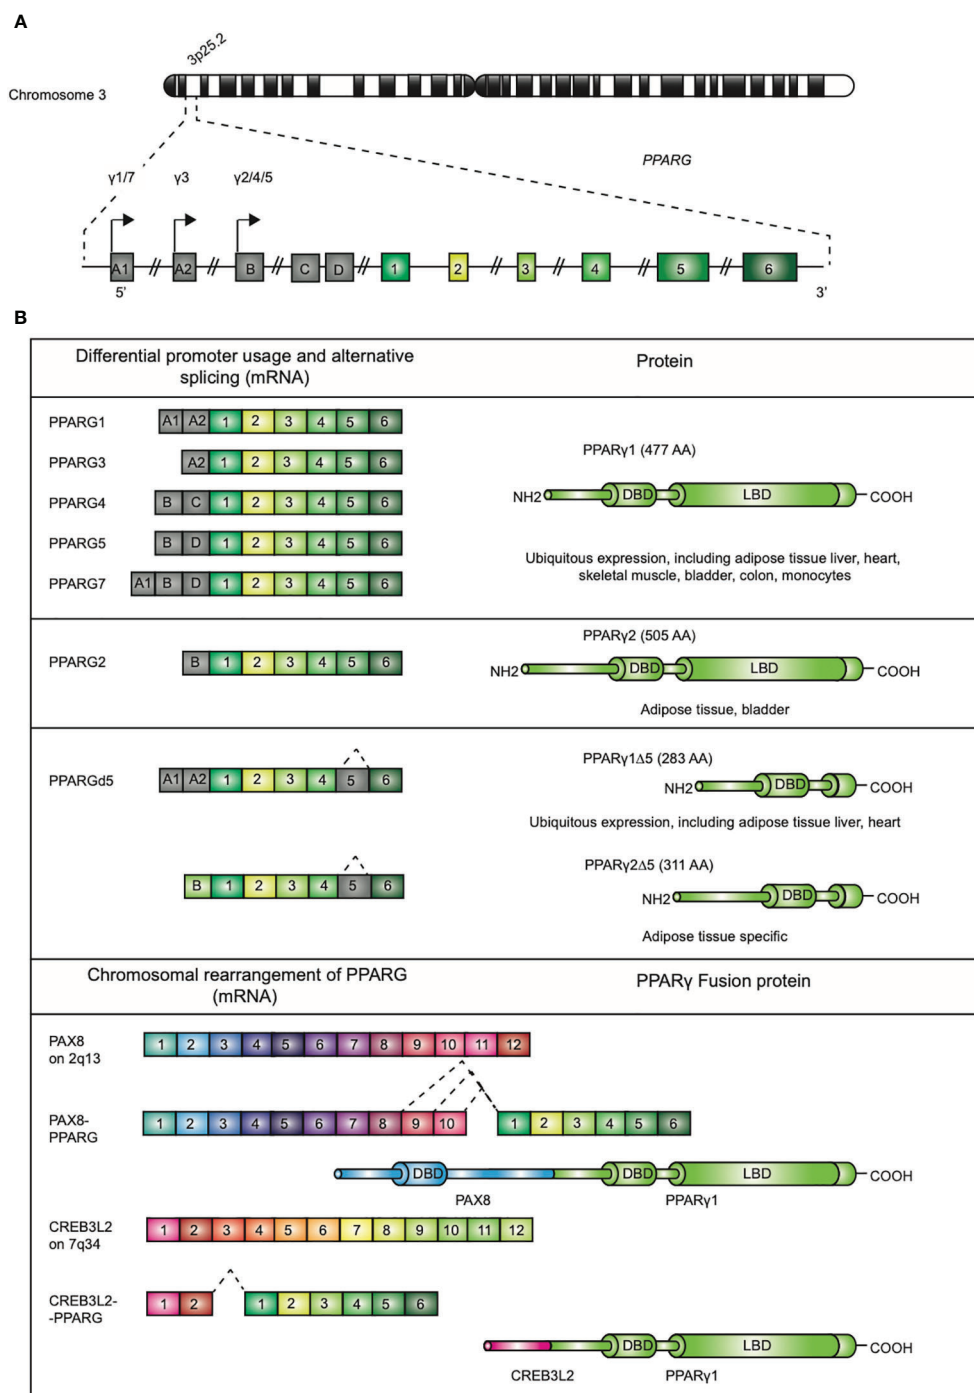 A
3p25.2
Chromosome 3
PPARG
γ1/7 γ3 γ2/4/5
A1 // A2 // B // C D // 1 2 // 3 // 4 // 5 // 6
5' 3'
B
Differential promoter usage and alternative
splicing (mRNA)
Protein
PPARG1 A1 A2 1 2 3 4 5 6
PPARG3 A2 1 2 3 4 5 6
PPARG4 B C 1 2 3 4 5 6
PPARG5 B D 1 2 3 4 5 6
PPARG7 A1 B D 1 2 3 4 5 6
PPARγ1 (477 AA)
NH2 DBD LBD COOH
Ubiquitous expression, including adipose tissue liver, heart,
skeletal muscle, bladder, colon, monocytes
PPARG2 B 1 2 3 4 5 6
PPARγ2 (505 AA)
NH2 DBD LBD COOH
Adipose tissue, bladder
PPARGd5 A1 A2 1 2 3 4 5 6
PPARγ1Δ5 (283 AA)
NH2 DBD COOH
Ubiquitous expression, including adipose tissue liver, heart
B 1 2 3 4 5 6
PPARγ2Δ5 (311 AA)
NH2 DBD COOH
Adipose tissue specific
Chromosomal rearrangement of PPARG
(mRNA)
PPARγ Fusion protein
PAX8
on 2q13
1 2 3 4 5 6 7 8 9 10 11 12
PAX8-
PPARG
1 2 3 4 5 6 7 8 9 10 1 2 3 4 5 6
DBD DBD LBD COOH
PAX8 PPARγ1
CREB3L2
on 7q34
1 2 3 4 5 6 7 8 9 10 11 12
CREB3L2-
-PPARG
1 2 1 2 3 4 5 6
DBD LBD COOH
CREB3L2 PPARγ1